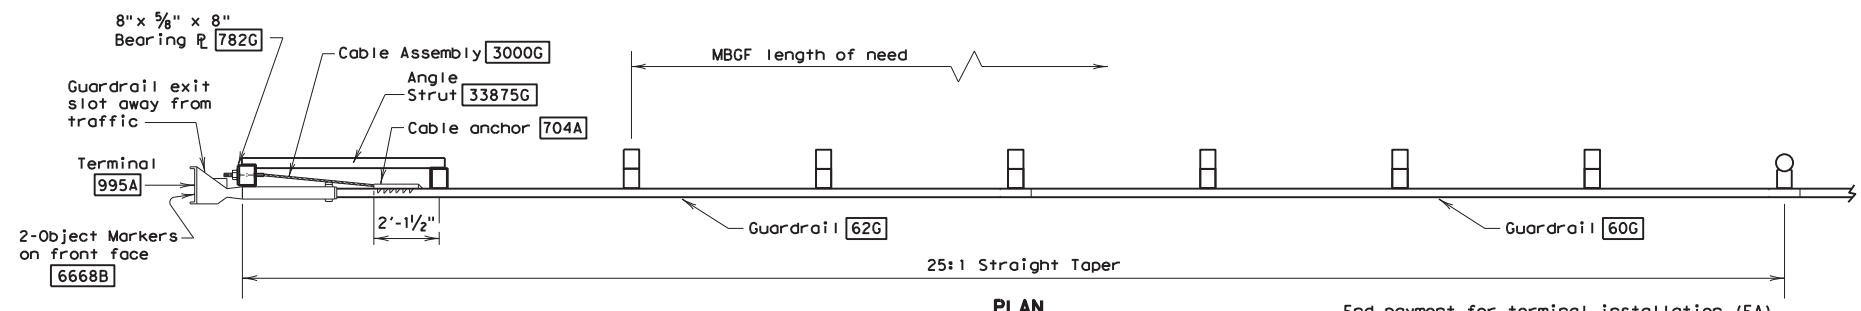 8"x 5/8" x 8"
Bearing ℄ 782G
Cable Assembly 3000G
Angle
Strut 33875G
Cable anchor 704A
MBGF length of need
Guardrail exit
slot away from
traffic
Terminal
995A
2-Object Markers
on front face
6668B
2'-1½"
Guardrail 62G
Guardrail 60G
25:1 Straight Taper
PLAN
End payment for terminal installation (EA)